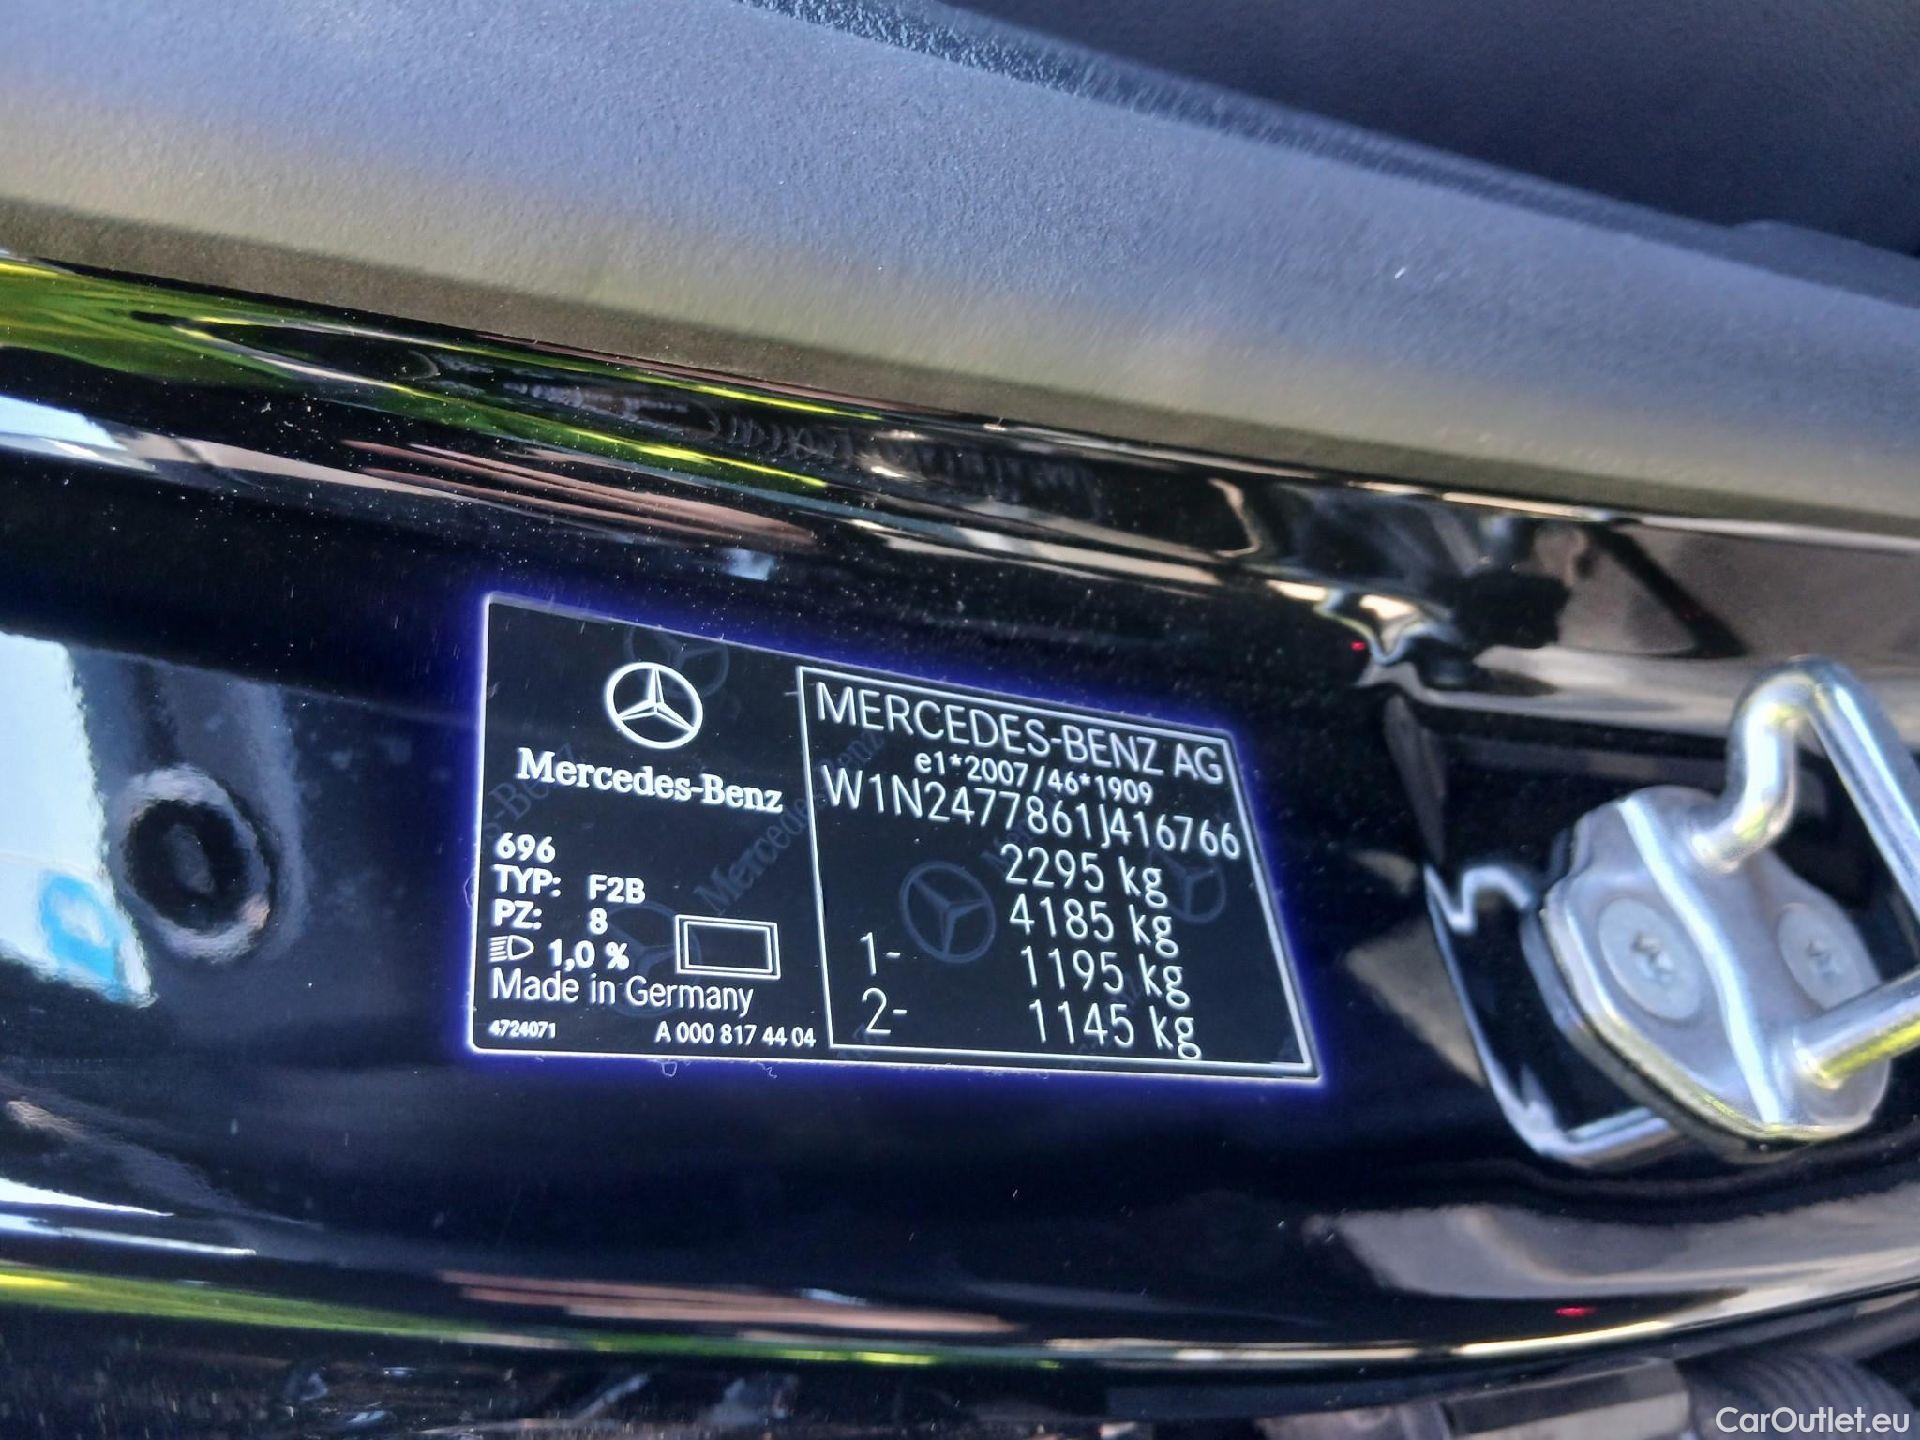 Mercedes-Benz
696
TYP: F2B
PZ: 8
1,0 %
Made in Germany
4724071 A 000 817 44 04
MERCEDES-BENZ AG
e1*2007/46*1909
W1N2477861J416766
2295 kg
4185 kg
1- 1195 kg
2- 1145 kg
CarOutlet.eu